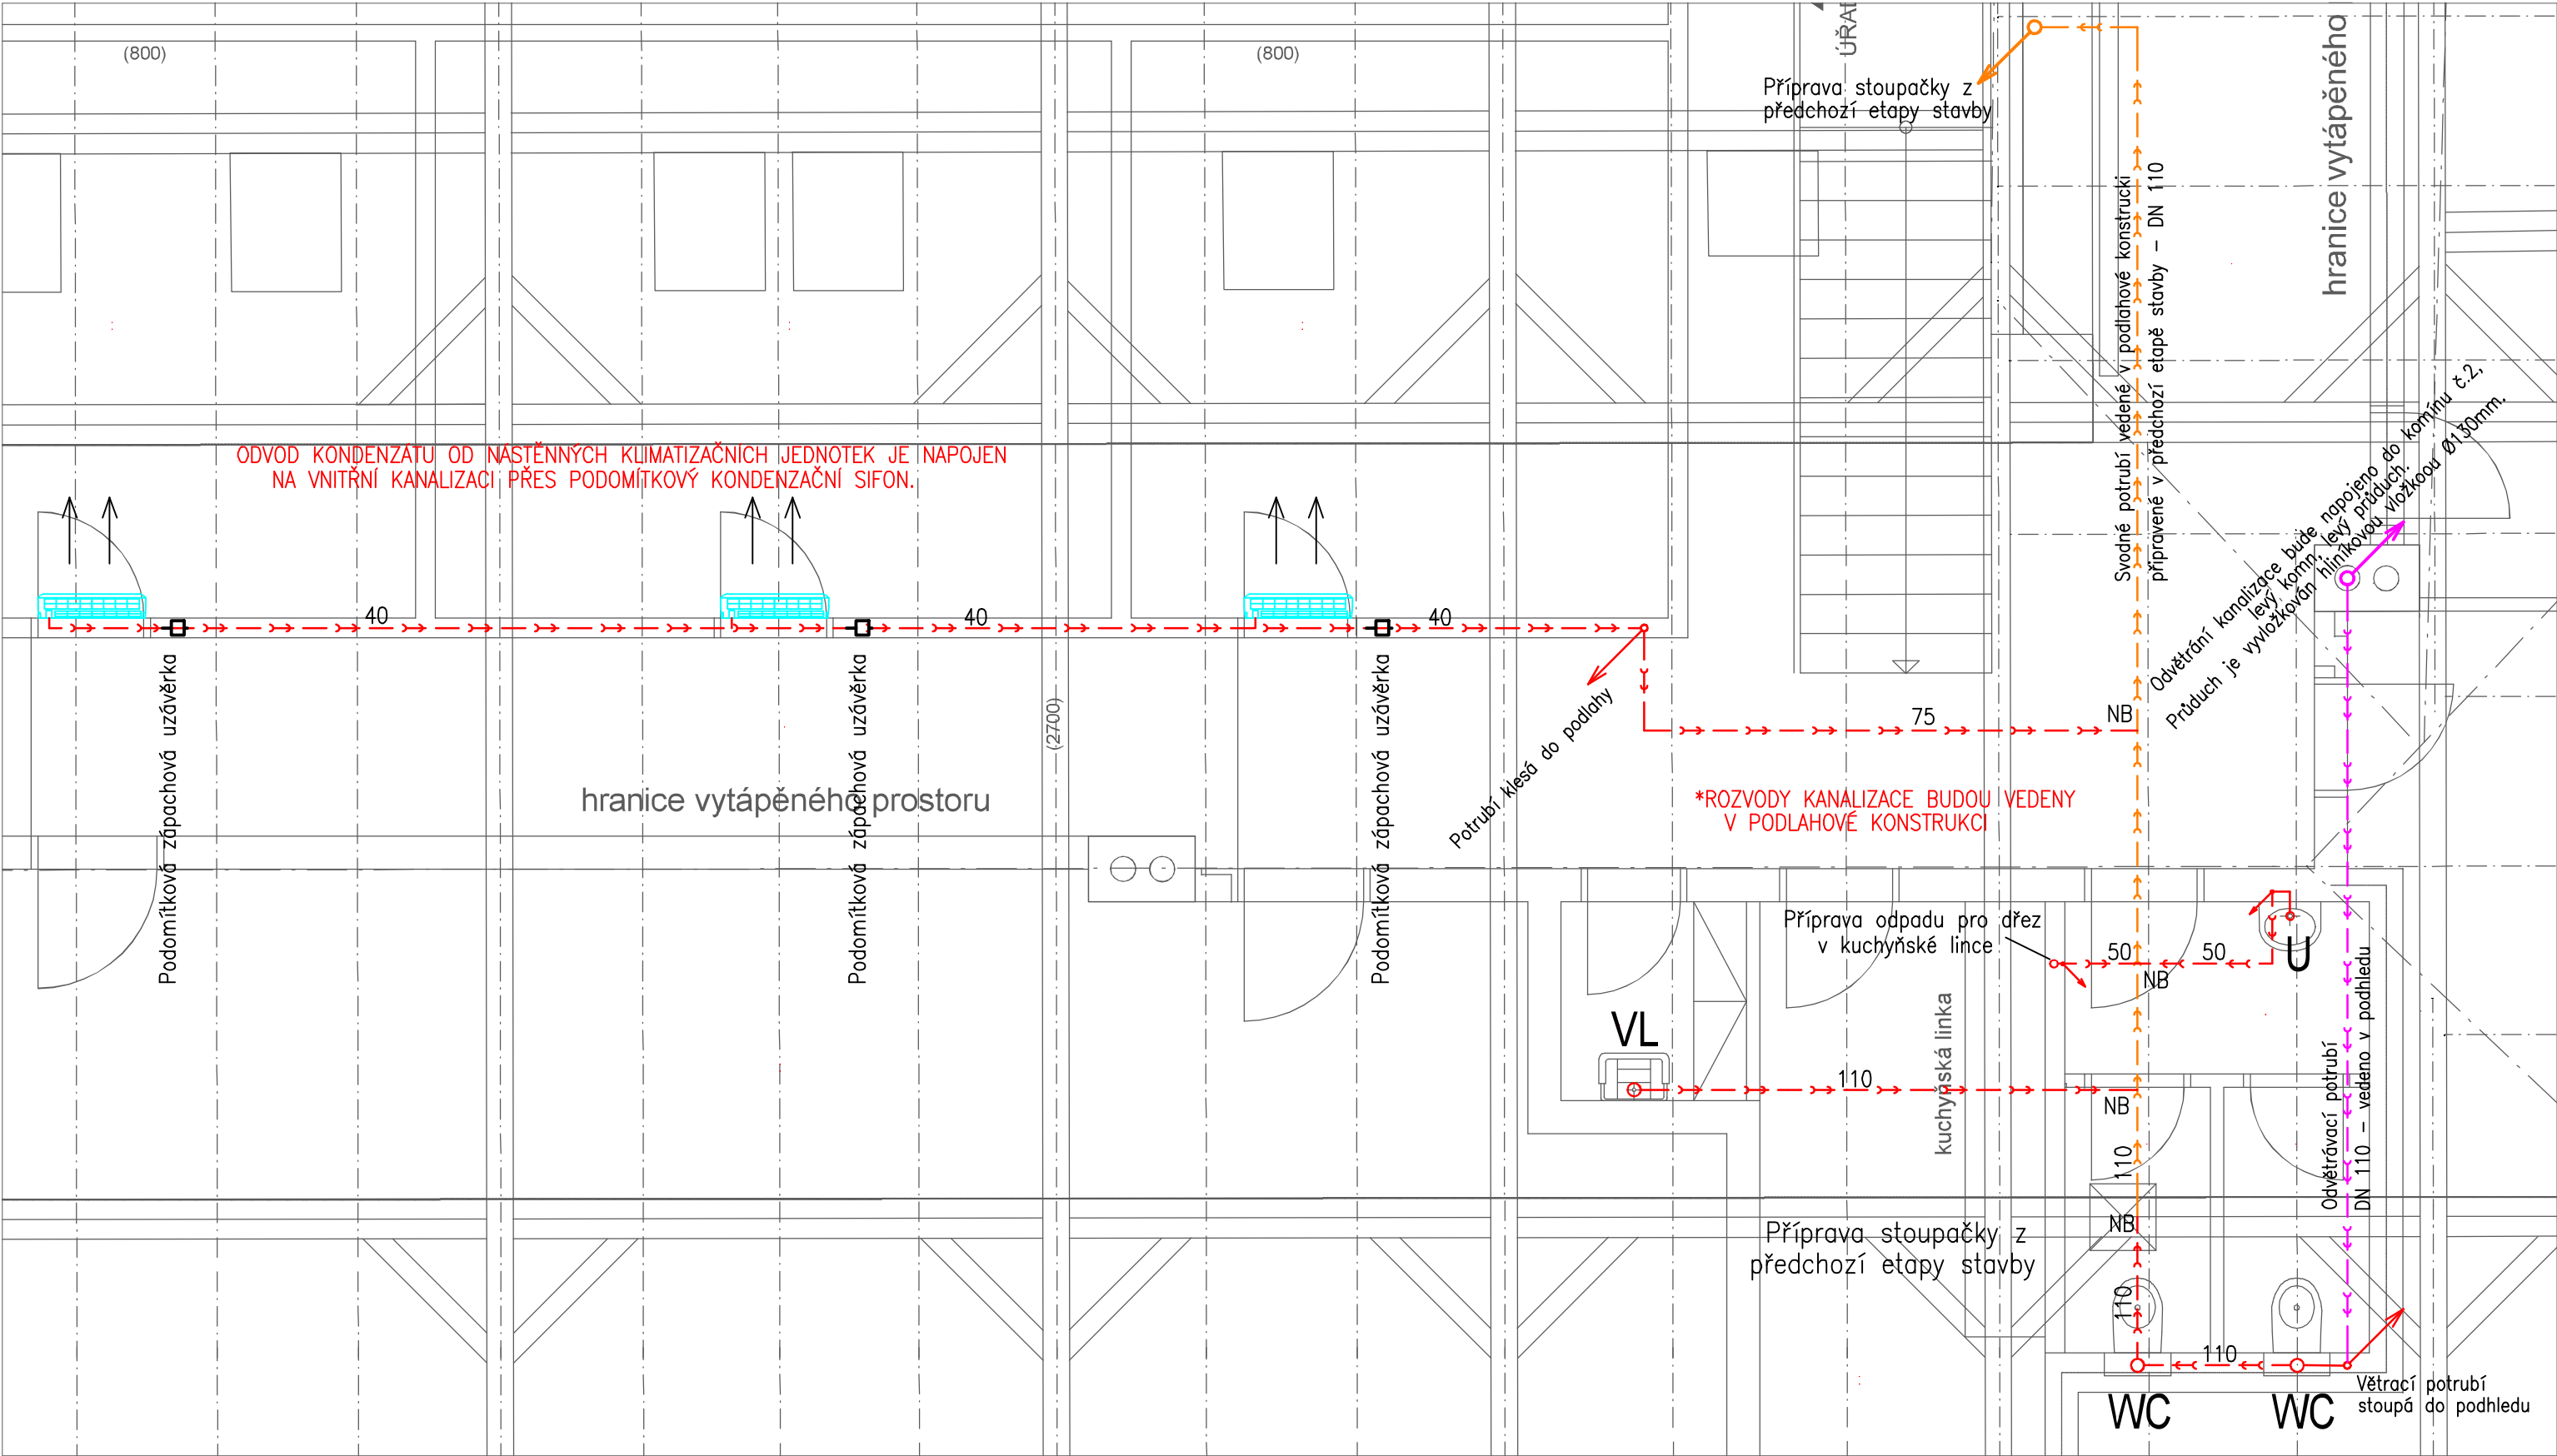 (800)
(800)
ÚŘAD
Příprava stoupačky z
předchozí etapy stavby
hranice vytápěného
Svodné potrubí vedené v podlahové konstrukci
připravené v předchozí etapě stavby - DN 110
ODVOD KONDENZÁTU OD NÁSTĚNNÝCH KLIMATIZAČNÍCH JEDNOTEK JE NAPOJEN
NA VNITŘNÍ KANALIZACI PŘES PODOMÍTKOVÝ KONDENZAČNÍ SIFON.
Odvětrání kanalizace bude napojeno do komínu č.2,
levý komn, levý průduch.
Průduch je vyvložkován hliníkovou vložkoou Ø130mm.
40
40
40
Podomítková zápachová uzávěrka
Podomítková zápachová uzávěrka
Podomítková zápachová uzávěrka
(2700)
Potrubí klesá do podlahy
75
NB
hranice vytápěného prostoru
*ROZVODY KANALIZACE BUDOU VEDENY
V PODLAHOVÉ KONSTRUKCI
Příprava odpadu pro dřez
v kuchyňské lince
50
50
NB
U
VL
110
kuchyňská linka
NB
110
Odvětrávací potrubí
DN 110 - vedeno v podhledu
NB
Příprava stoupačky z
předchozí etapy stavby
110
110
WC
WC
Větrací potrubí
stoupá do podhledu